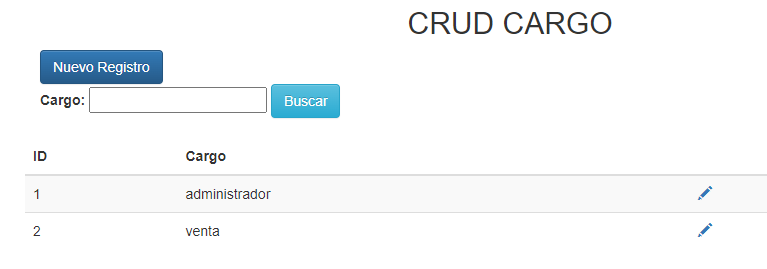 CRUD CARGO
Nuevo Registro
Cargo: Buscar
ID Cargo
1 administrador
2 venta